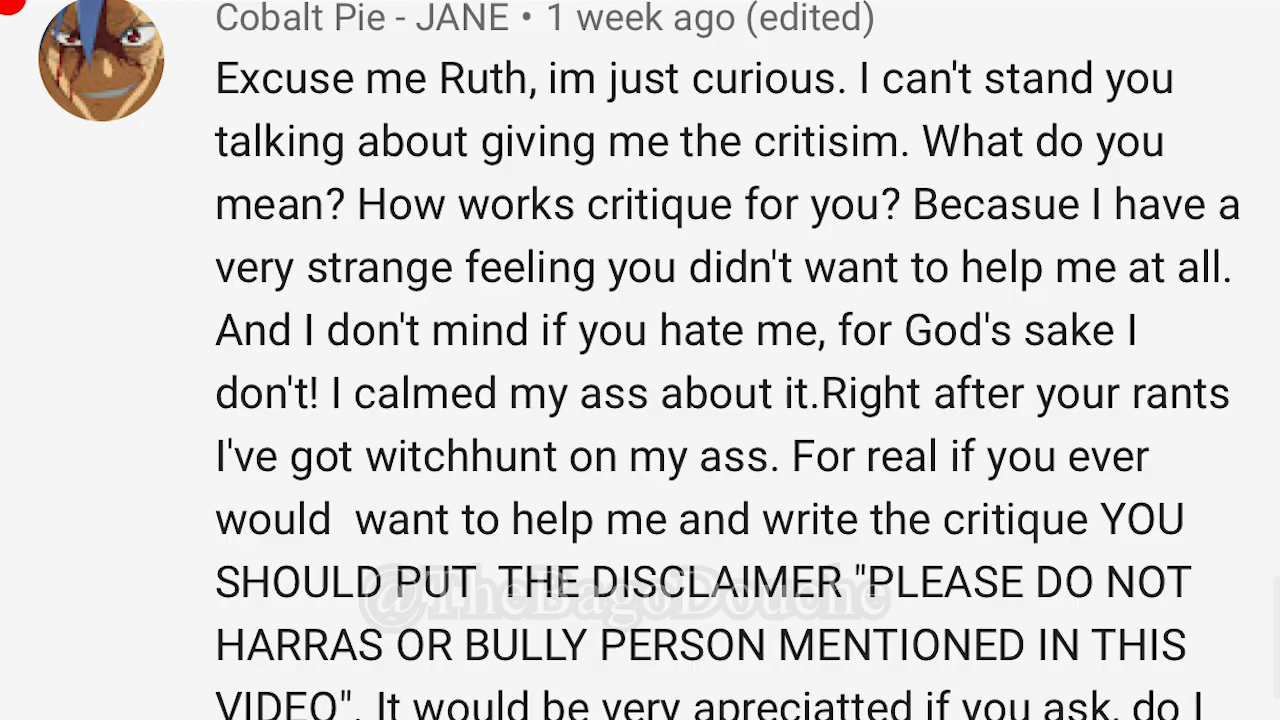 Cobalt Pie - JANE • 1 week ago (edited)
Excuse me Ruth, im just curious. I can't stand you
talking about giving me the critisim. What do you
mean? How works critique for you? Becasue I have a
very strange feeling you didn't want to help me at all.
And I don't mind if you hate me, for God's sake I
don't! I calmed my ass about it.Right after your rants
I've got witchhunt on my ass. For real if you ever
would  want to help me and write the critique YOU
SHOULD PUT  THE DISCLAIMER "PLEASE DO NOT
@TheBagoDouche
HARRAS OR BULLY PERSON MENTIONED IN THIS
VIDEO". It would be very apreciatted if you ask, do I